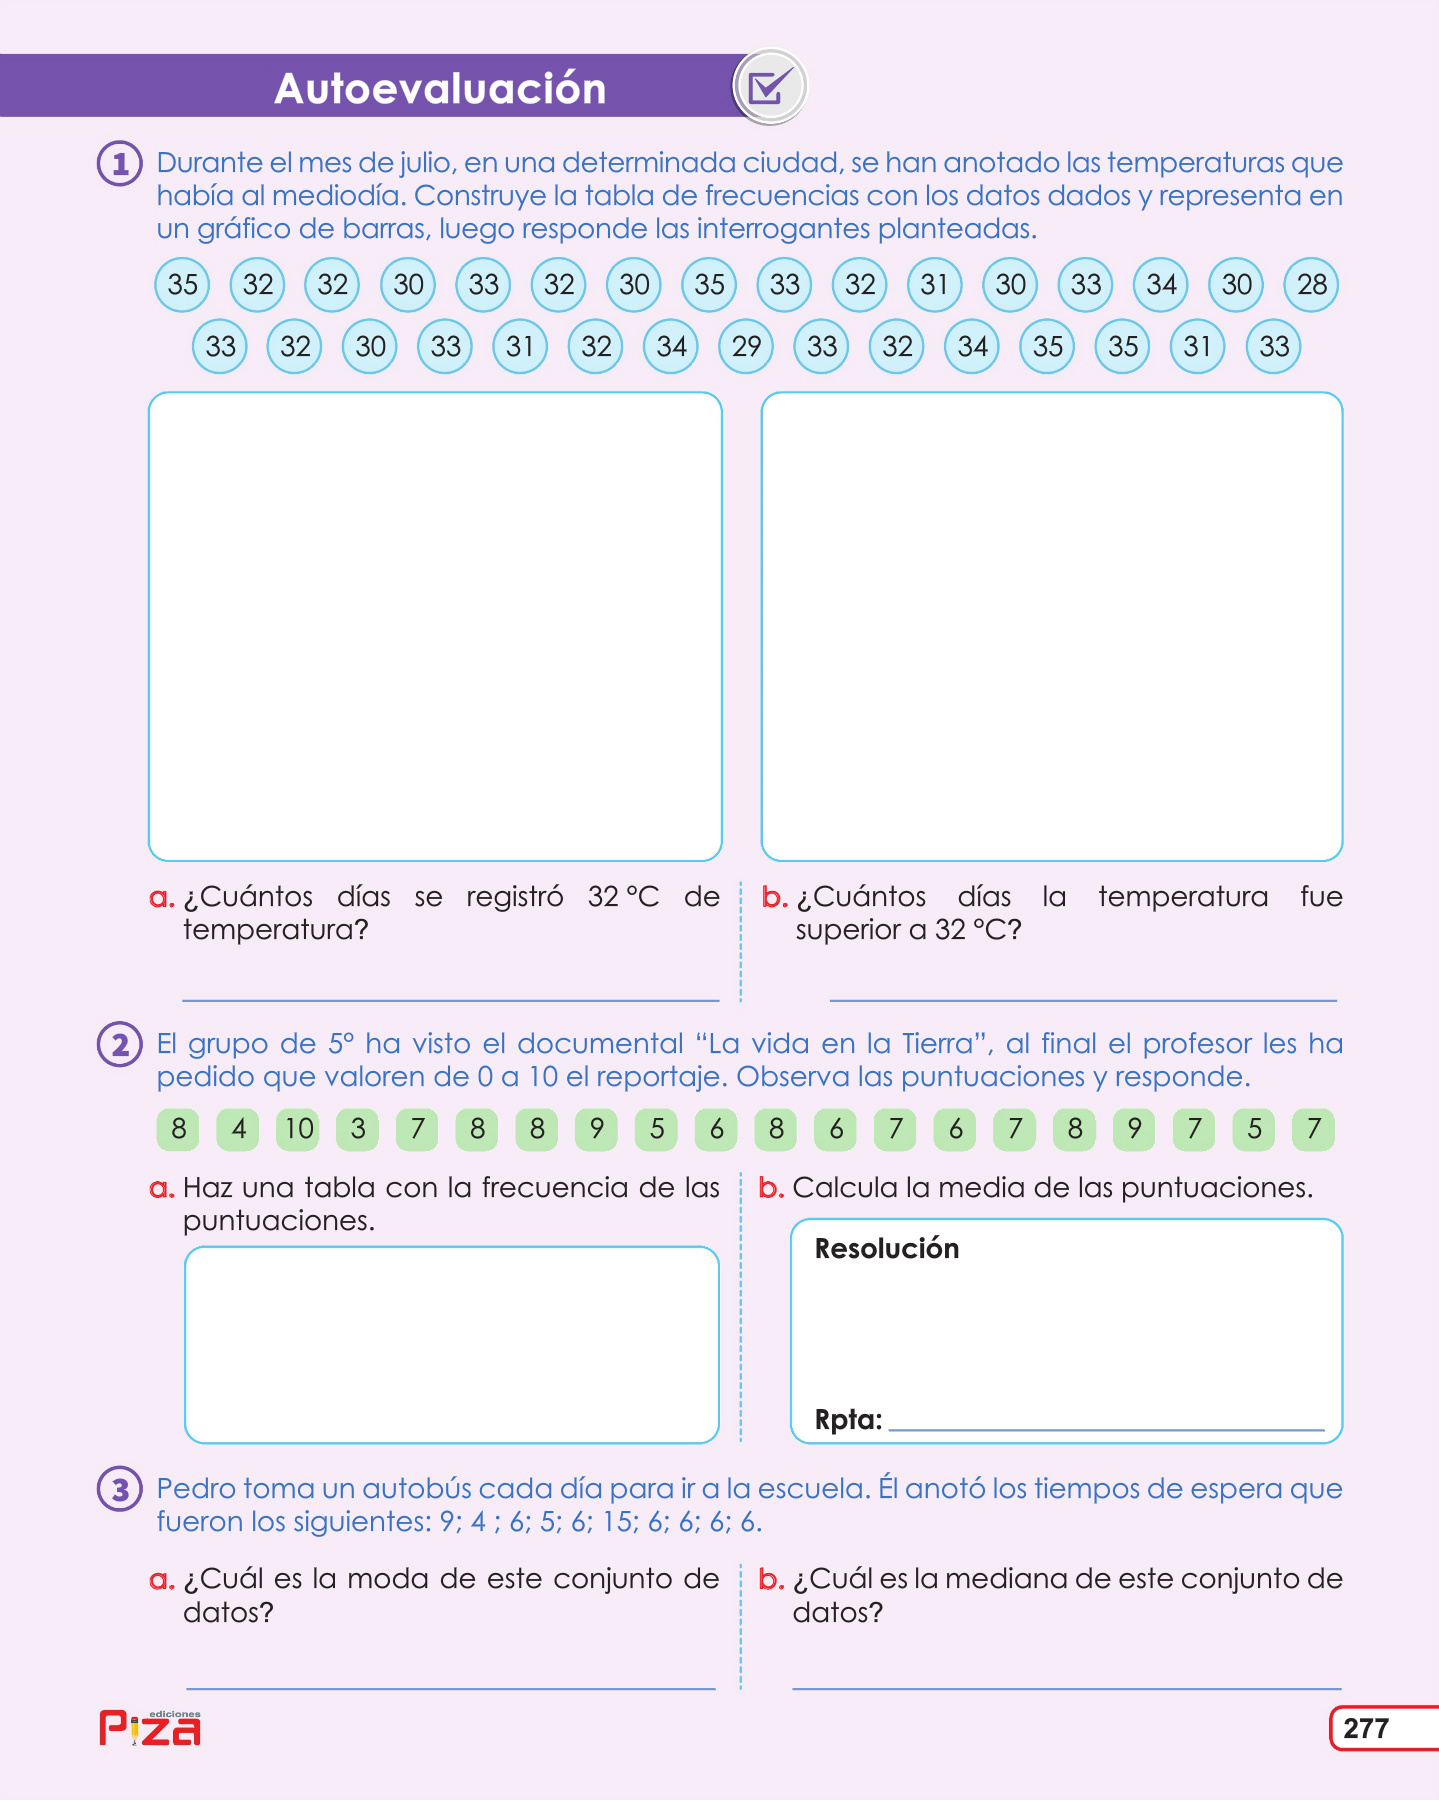 Autoevaluación
1 Durante el mes de julio, en una determinada ciudad, se han anotado las temperaturas que
había al mediodía. Construye la tabla de frecuencias con los datos dados y representa en
un gráfico de barras, luego responde las interrogantes planteadas.
35 32 32 30 33 32 30 35 33 32 31 30 33 34 30 28
33 32 30 33 31 32 34 29 33 32 34 35 35 31 33
a. ¿Cuántos días se registró 32 °C de
temperatura?
b. ¿Cuántos días la temperatura fue
superior a 32 °C?
2 El grupo de 5° ha visto el documental “La vida en la Tierra”, al final el profesor les ha
pedido que valoren de 0 a 10 el reportaje. Observa las puntuaciones y responde.
8 4 10 3 7 8 8 9 5 6 8 6 7 6 7 8 9 7 5 7
a. Haz una tabla con la frecuencia de las
puntuaciones.
b. Calcula la media de las puntuaciones.
Resolución
Rpta:
3 Pedro toma un autobús cada día para ir a la escuela. Él anotó los tiempos de espera que
fueron los siguientes: 9; 4 ; 6; 5; 6; 15; 6; 6; 6; 6.
a. ¿Cuál es la moda de este conjunto de
datos?
b. ¿Cuál es la mediana de este conjunto de
datos?
ediciones
Piza
277